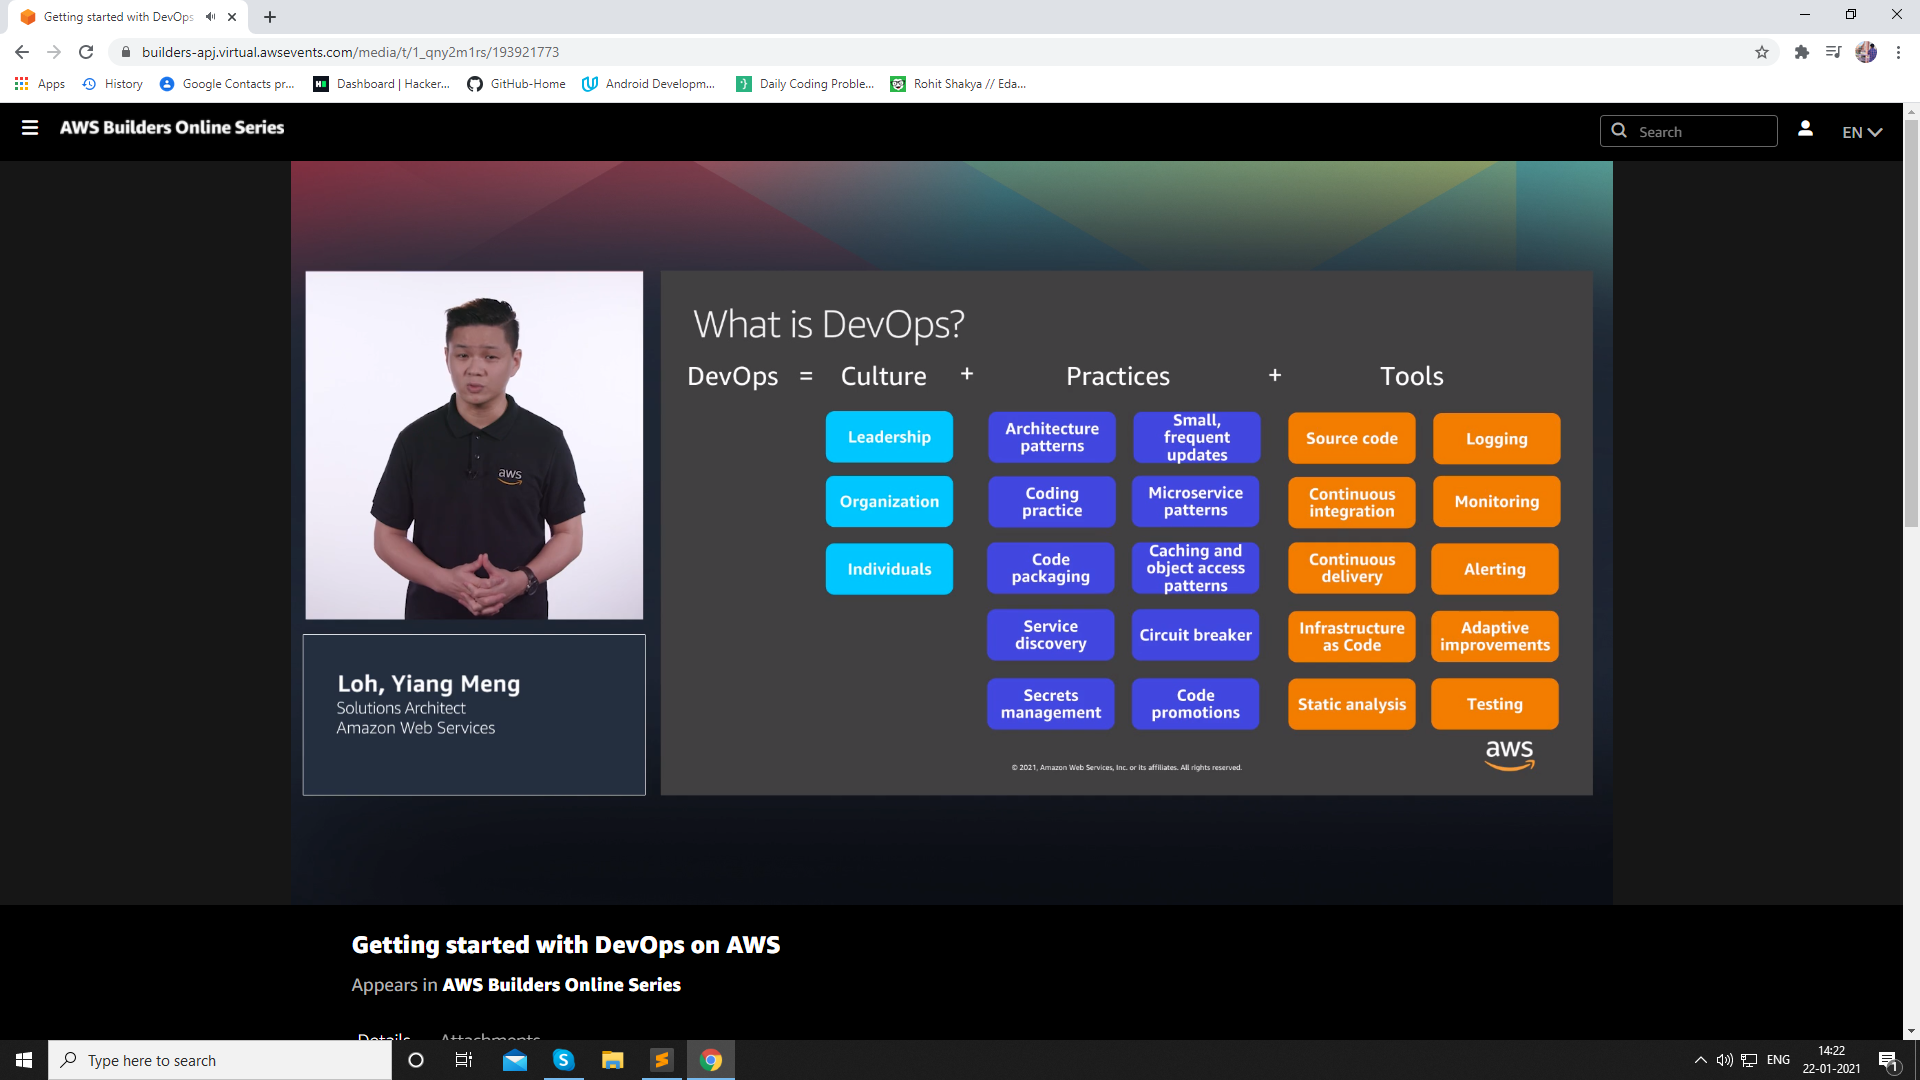 Getting started with DevOps
builders-apj.virtual.awsevents.com/media/t/1_qny2m1rs/193921773
Apps
History
Google Contacts pr...
Dashboard | Hacker...
GitHub-Home
Android Developm...
Daily Coding Proble...
Rohit Shakya // Eda...
AWS Builders Online Series
Search
EN
aws
Loh, Yiang Meng
Solutions Architect
Amazon Web Services
What is DevOps?
DevOps = Culture + Practices + Tools
Leadership
Organization
Individuals
Architecture
patterns
Small,
frequent
updates
Coding
practice
Microservice
patterns
Code
packaging
Caching and
object access
patterns
Service
discovery
Circuit breaker
Secrets
management
Code
promotions
Source code
Logging
Continuous
integration
Monitoring
Continuous
delivery
Alerting
Infrastructure
as Code
Adaptive
improvements
Static analysis
Testing
© 2021, Amazon Web Services, Inc. or its affiliates. All rights reserved.
aws
Getting started with DevOps on AWS
Appears in AWS Builders Online Series
Details
Attachments
Type here to search
ENG
14:22
22-01-2021
1